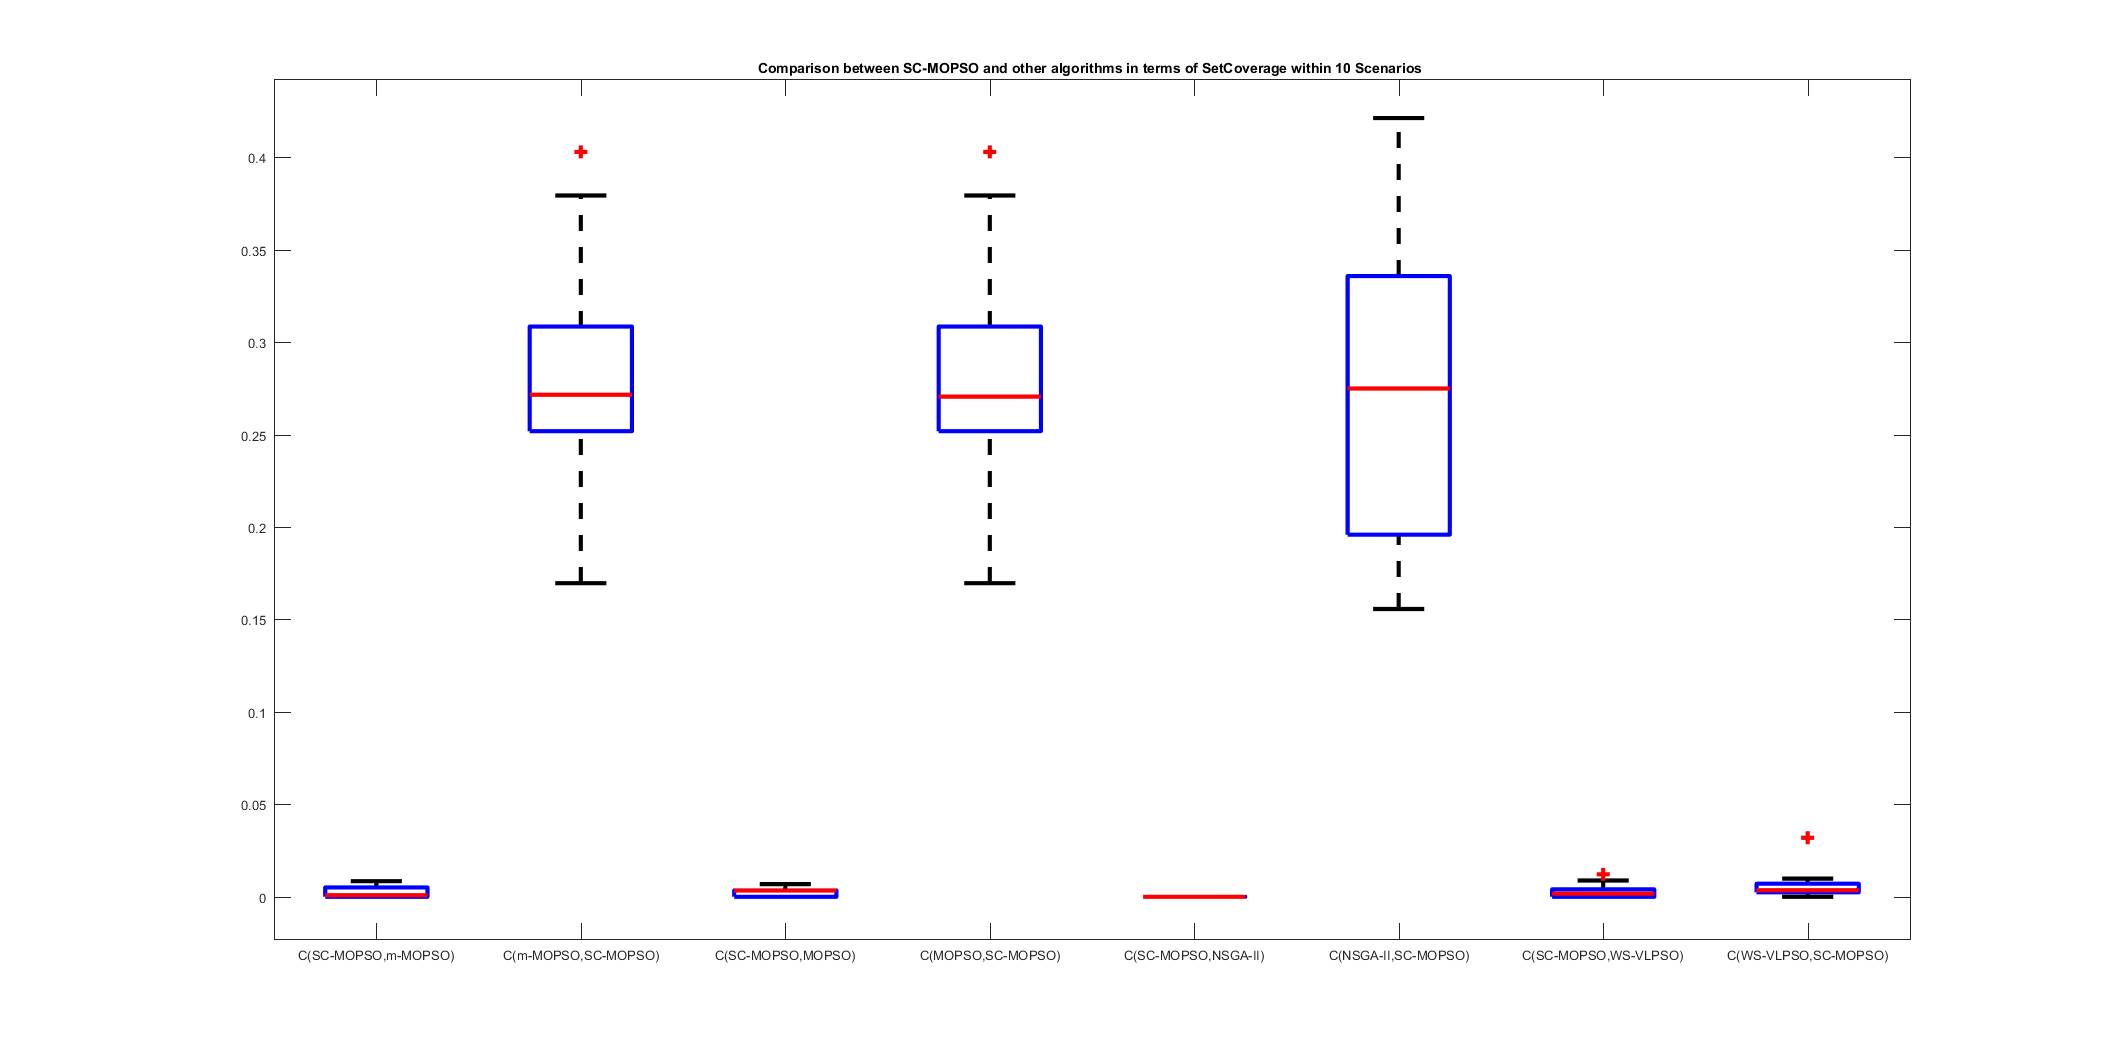 Comparison between SC-MOPSO and other algorithms in terms of SetCoverage within 10 Scenarios
0.4
0.35
0.3
0.25
0.2
0.15
0.1
0.05
0
C(SC-MOPSO,m-MOPSO)
C(m-MOPSO,SC-MOPSO)
C(SC-MOPSO,MOPSO)
C(MOPSO,SC-MOPSO)
C(SC-MOPSO,NSGA-II)
C(NSGA-II,SC-MOPSO)
C(SC-MOPSO,WS-VLPSO)
C(WS-VLPSO,SC-MOPSO)